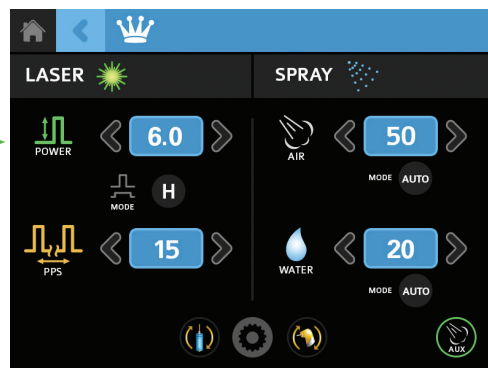 LASER
SPRAY
POWER
6.0
MODE
H
PPS
15
AIR
50
MODE AUTO
WATER
20
MODE AUTO
AUX